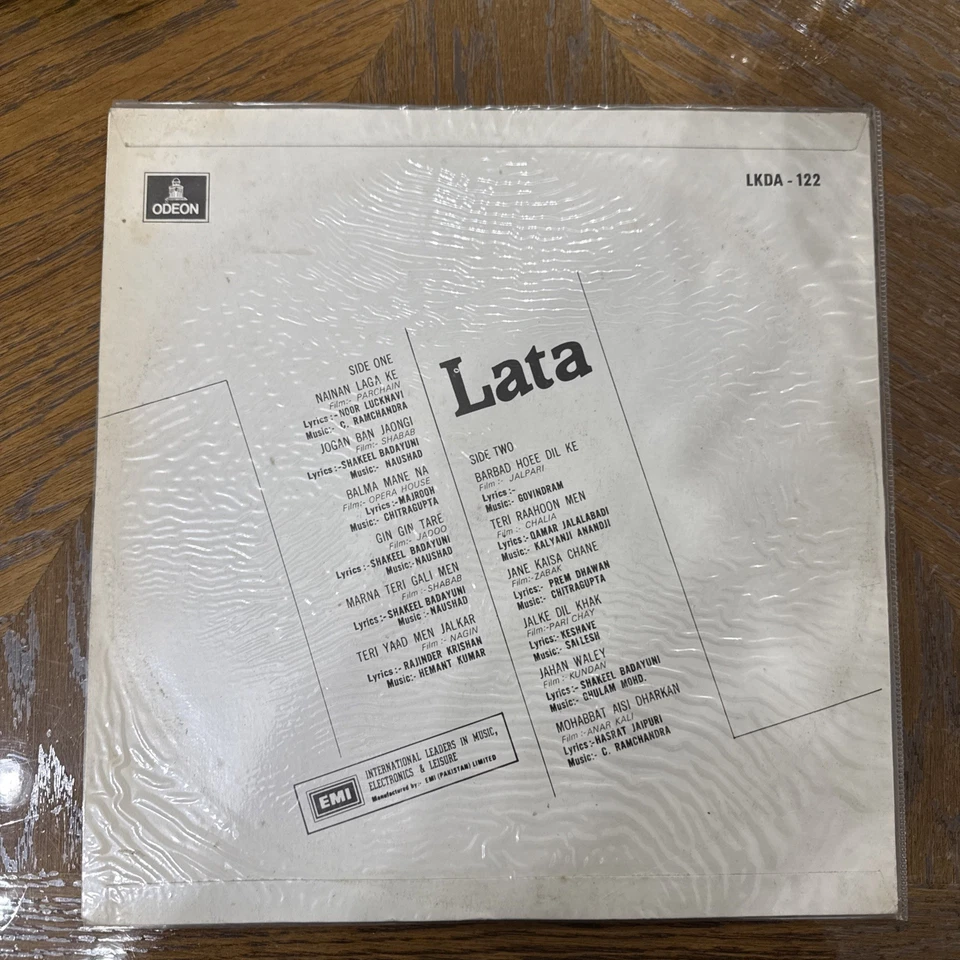 ODEON
LKDA - 122
Lata
SIDE ONE
NAINAN LAGA KE
Film:- PARCHAIN
Lyrics:- NOOR LUCKNAVI
Music:- C. RAMCHANDRA
JOGAN BAN JAONGI
Film:- SHABAB
Lyrics:- SHAKEEL BADAYUNI
Music:- NAUSHAD
BALMA MANE NA
Film:- OPERA HOUSE
Lyrics:- MAJROOH
Music:- CHITRAGUPTA
GIN GIN TARE
Film:- JADOO
Lyrics:- SHAKEEL BADAYUNI
Music:- NAUSHAD
MARNA TERI GALI MEN
Film:- SHABAB
Lyrics:- SHAKEEL BADAYUNI
Music:- NAUSHAD
TERI YAAD MEN JALKAR
Film:- NAGIN
Lyrics:- RAJINDER KRISHAN
Music:- HEMANT KUMAR
SIDE TWO
BARBAD HOEE DIL KE
Film:- JALPARI
Lyrics:-
Music:- GOVINDRAM
TERI RAAHOON MEN
Film:- CHALIA
Lyrics:- QAMAR JALALABADI
Music:- KALYANJI ANANDJI
JANE KAISA CHANE
Film:- ZABAK
Lyrics:- PREM DHAWAN
Music:- CHITRAGUPTA
JALKE DIL KHAK
Film:- PARI CHAY
Lyrics:- KESHAVE
Music:- SAILESH
JAHAN WALEY
Film:- KUNDAN
Lyrics:- SHAKEEL BADAYUNI
Music:- GHULAM MOHD.
MOHABBAT AISI DHARKAN
Film:- ANAR KALI
Lyrics:- HASRAT JAIPURI
Music:- C. RAMCHANDRA
EMI
INTERNATIONAL LEADERS IN MUSIC,
ELECTRONICS & LEISURE
Manufactured by:- EMI (PAKISTAN) LIMITED